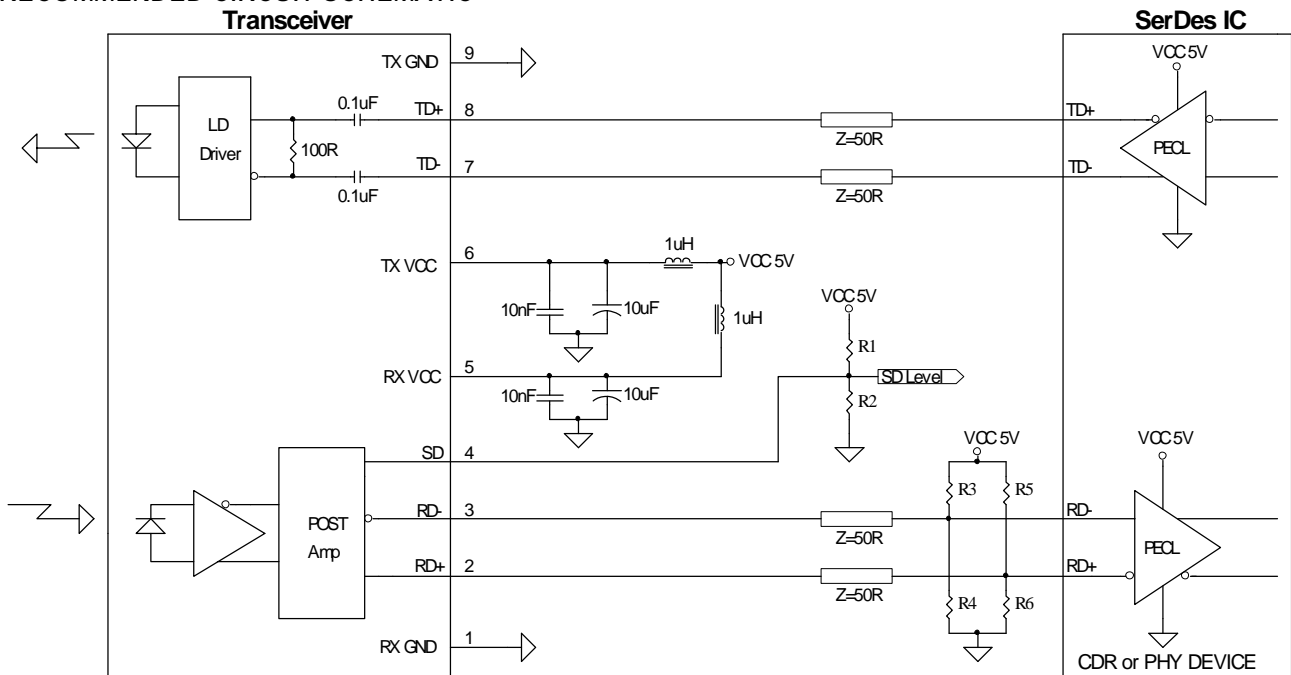 RECOMMENDED CIRCUIT SCHEMATIC
Transceiver
SerDes IC
TX GND
9
VCC 5V
0.1uF
TD+
8
TD+
LD
Driver
100R
Z=50R
PECL
TD-
7
TD-
0.1uF
Z=50R
1uH
TX VCC
6
VCC 5V
10nF
10uF
1uH
VCC 5V
R1
RX VCC
5
SD Level
10nF
10uF
R2
SD
4
VCC 5V
VCC 5V
R3
R5
RD-
3
RD-
POST
Amp
Z=50R
PECL
RD+
2
RD+
Z=50R
R4
R6
RX GND
1
CDR or PHY DEVICE